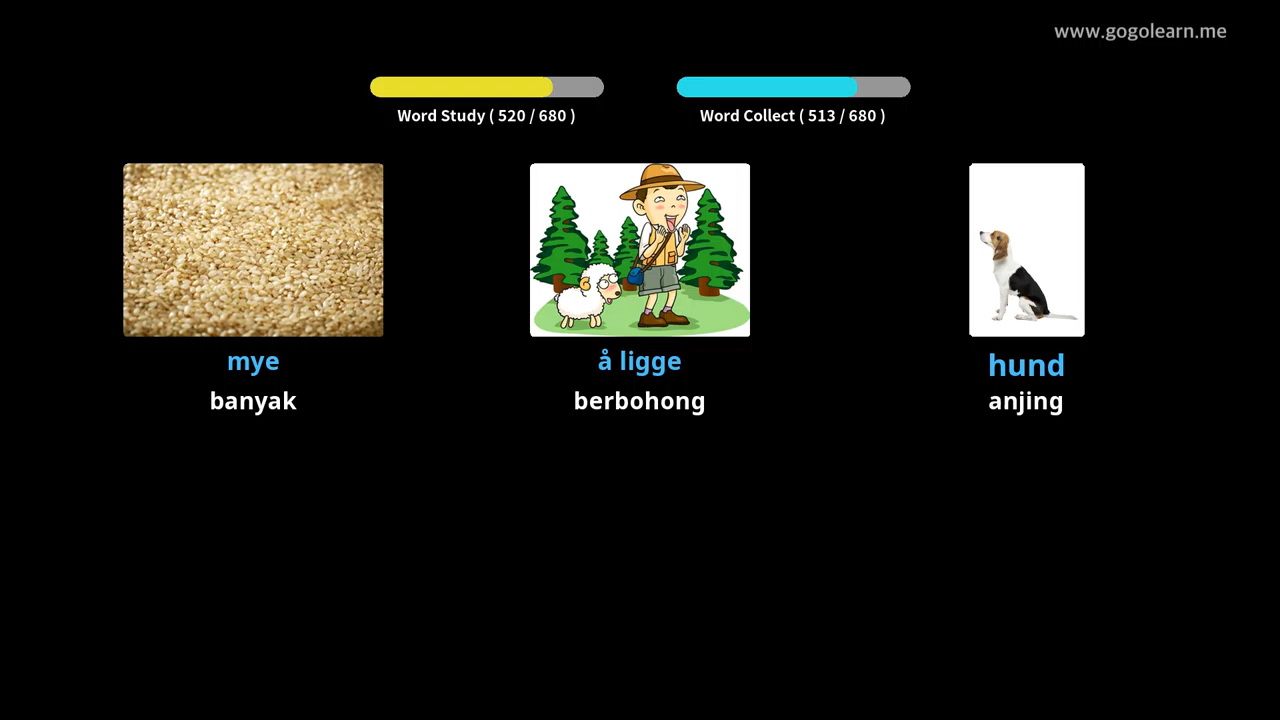 www.gogolearn.me
Word Study ( 520 / 680 )
Word Collect ( 513 / 680 )
mye
å ligge
hund
banyak
berbohong
anjing